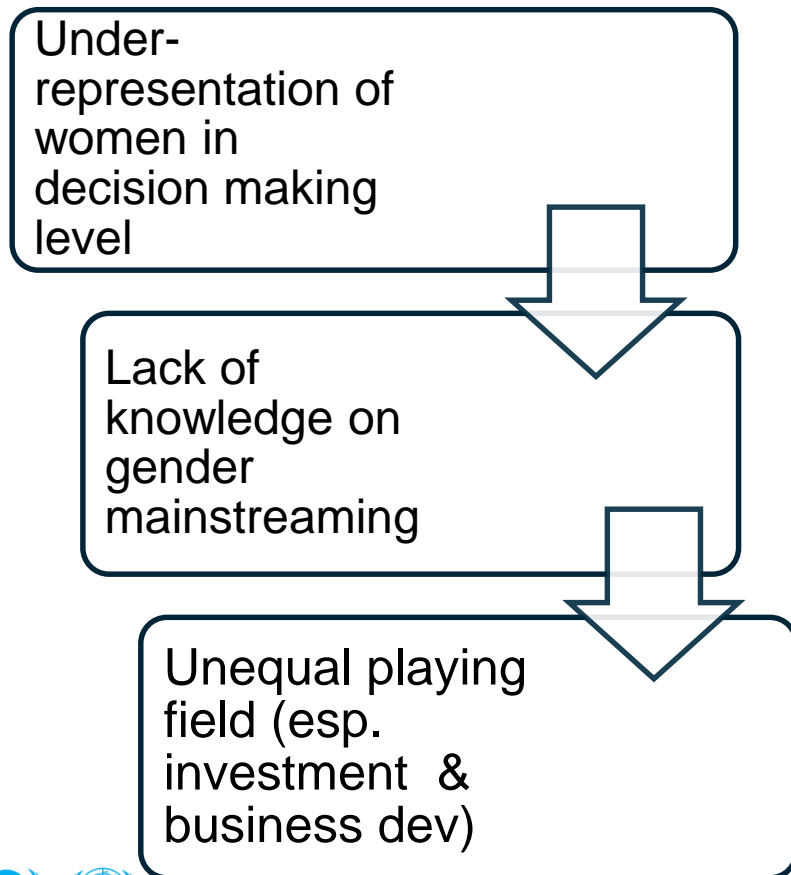 Under-
representation of
women in
decision making
level
Lack of
knowledge on
gender
mainstreaming
Unequal playing
field (esp.
investment  &
business dev)